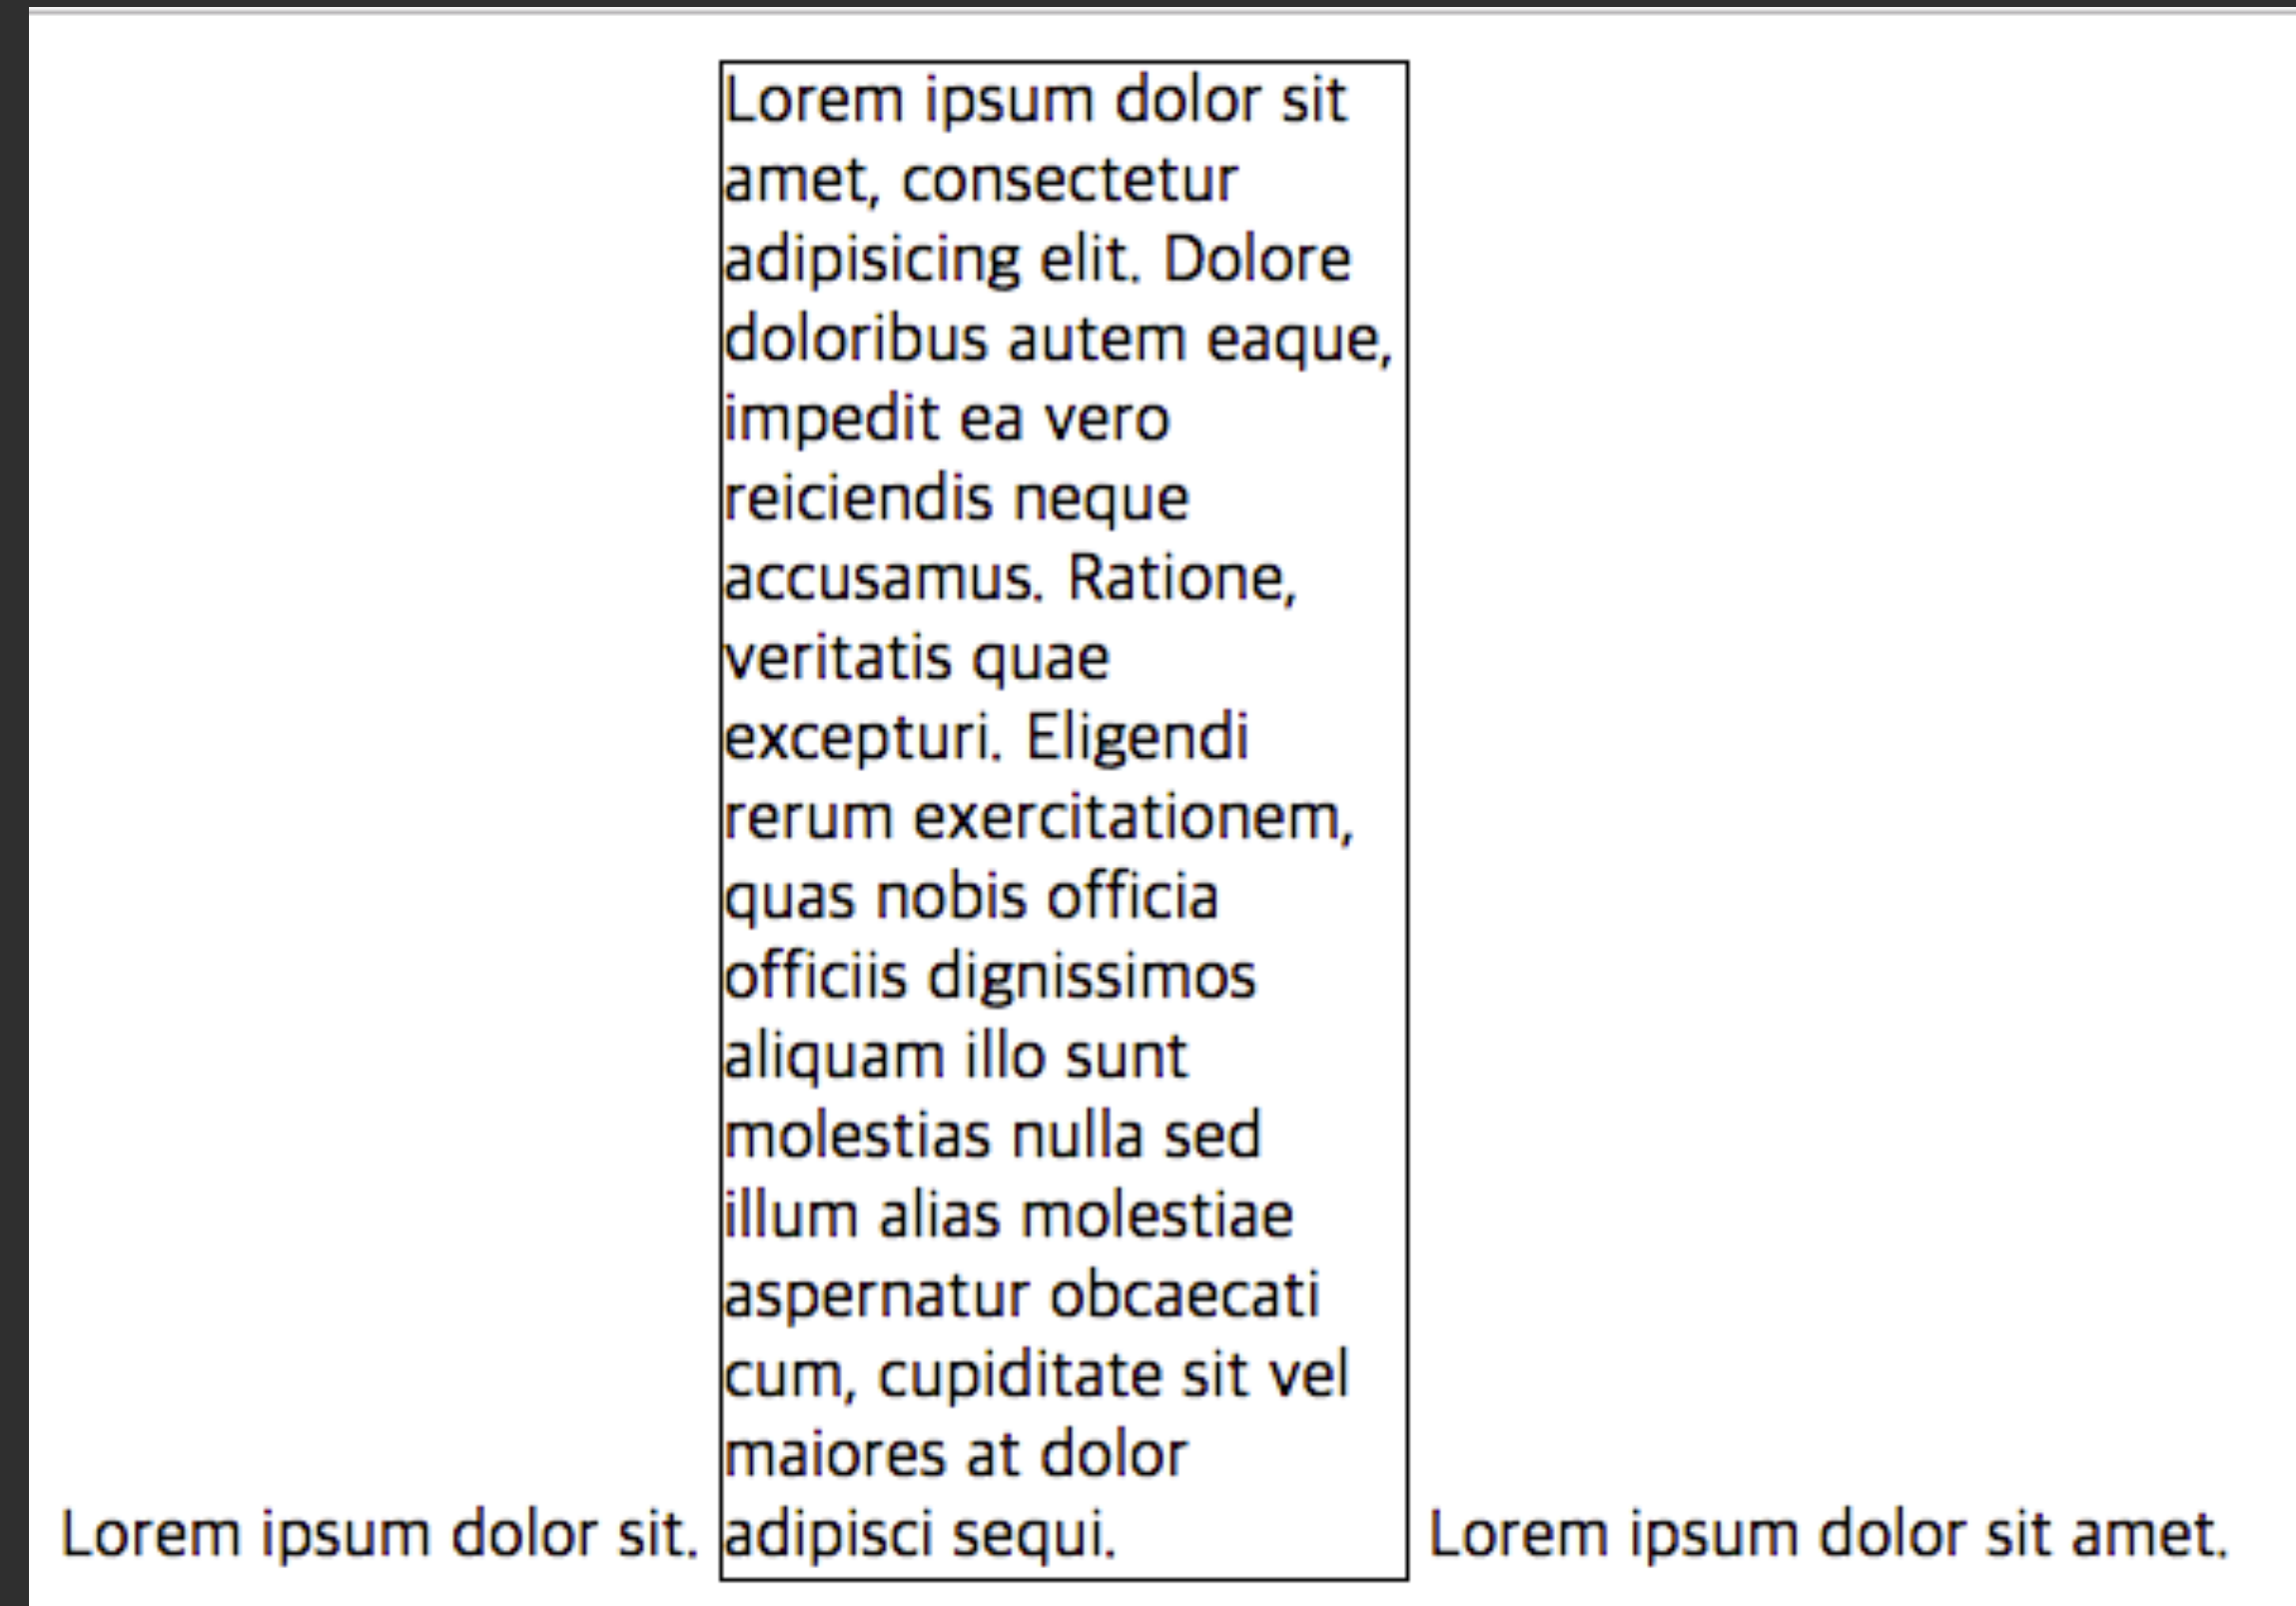 Lorem ipsum dolor sit
amet, consectetur
adipisicing elit. Dolore
doloribus autem eaque,
impedit ea vero
reiciendis neque
accusamus. Ratione,
veritatis quae
excepturi. Eligendi
rerum exercitationem,
quas nobis officia
officiis dignissimos
aliquam illo sunt
molestias nulla sed
illum alias molestiae
aspernatur obcaecati
cum, cupiditate sit vel
maiores at dolor
Lorem ipsum dolor sit. adipisci sequi. Lorem ipsum dolor sit amet.